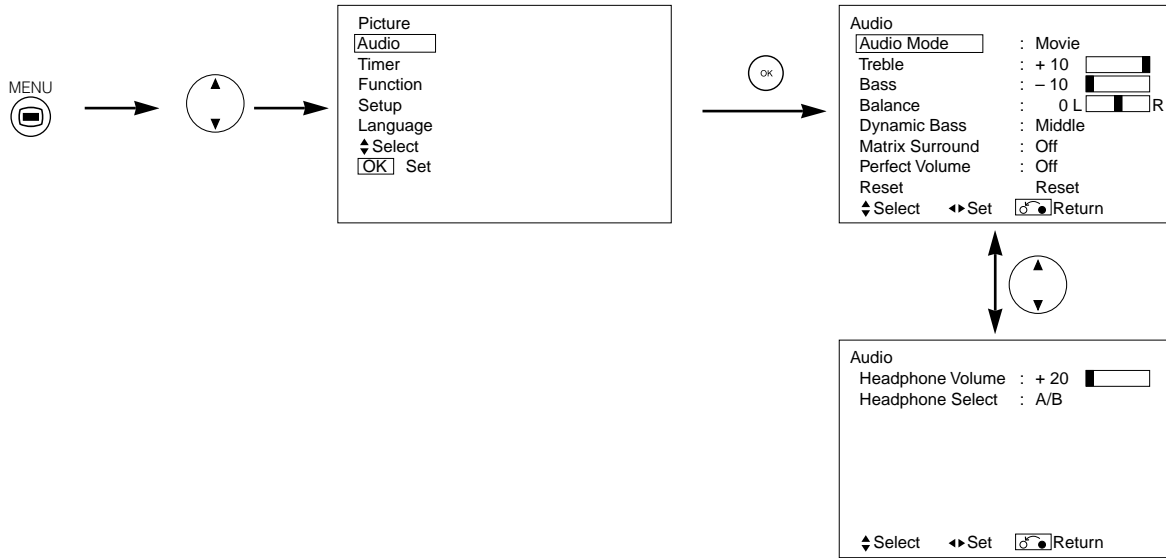 MENU
Picture
Audio
Timer
Function
Setup
Language
Select
OK Set
OK
Audio
Audio Mode : Movie
Treble : + 10
Bass : – 10
Balance : 0 L R
Dynamic Bass : Middle
Matrix Surround : Off
Perfect Volume : Off
Reset Reset
Select Set Return
Audio
Headphone Volume : + 20
Headphone Select : A/B
Select Set Return